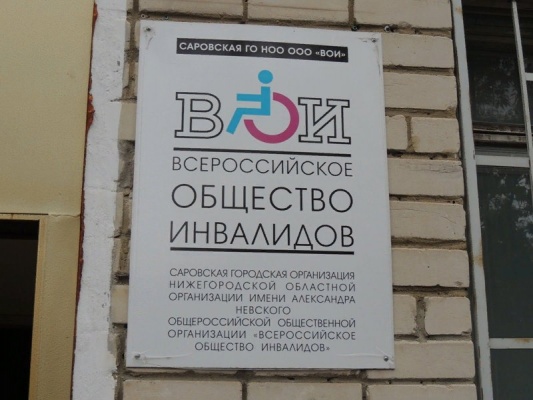 САРОВСКАЯ ГО НОО ООО «ВОИ»
ВОИ
ВСЕРОССИЙСКОЕ
ОБЩЕСТВО
ИНВАЛИДОВ
САРОВСКАЯ ГОРОДСКАЯ ОРГАНИЗАЦИЯ
НИЖЕГОРОДСКОЙ ОБЛАСТНОЙ
ОРГАНИЗАЦИИ ИМЕНИ АЛЕКСАНДРА
НЕВСКОГО
ОБЩЕРОССИЙСКОЙ ОБЩЕСТВЕННОЙ
ОРГАНИЗАЦИИ «ВСЕРОССИЙСКОЕ
ОБЩЕСТВО ИНВАЛИДОВ»